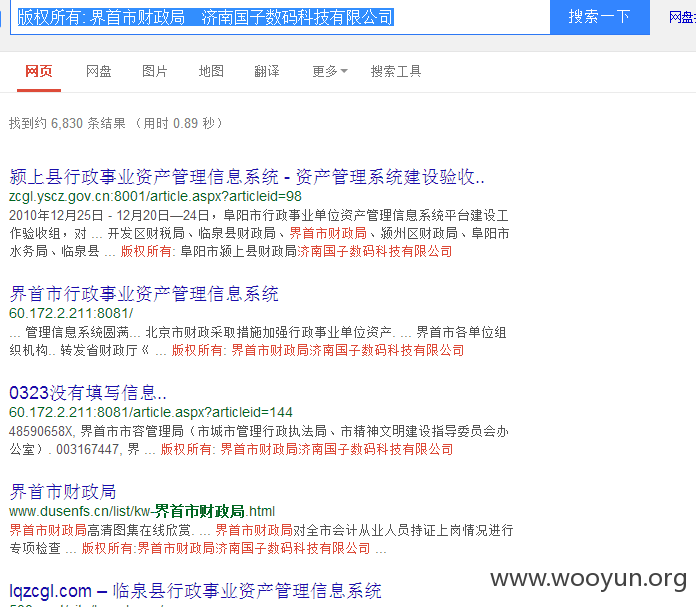 版权所有: 界首市财政局 济南国子数码科技有限公司
搜索一下
网盘
网页
网盘
图片
地图
翻译
更多
搜索工具
找到约 6,830 条结果 （用时 0.89 秒）
颍上县行政事业资产管理信息系统 - 资产管理系统建设验收..
zcgl.yscz.gov.cn:8001/article.aspx?articleid=98
2010年12月25日 - 12月20日—24日，阜阳市行政事业单位资产管理信息系统平台建设工
作验收组，对 ... 开发区财税局、临泉县财政局、界首市财政局、颍州区财政局、阜阳市
水务局、临泉县 ... 版权所有: 阜阳市颍上县财政局济南国子数码科技有限公司
界首市行政事业资产管理信息系统
60.172.2.211:8081/
... 管理信息系统圆满... 北京市财政采取措施加强行政事业单位资产. ... 界首市各单位组
织机构.. 转发省财政厅《 ... 版权所有: 界首市财政局济南国子数码科技有限公司
0323没有填写信息..
60.172.2.211:8081/article.aspx?articleid=144
48590658X, 界首市市容管理局（市城市管理行政执法局、市精神文明建设指导委员会办
公室）. 003167447, 界 ... 版权所有: 界首市财政局济南国子数码科技有限公司
界首市财政局
www.dusenfs.cn/list/kw-界首市财政局.html
界首市财政局高清图集在线欣赏. ... 界首市财政局对全市会计从业人员持证上岗情况进行
专项检查 ... 版权所有:界首市财政局济南国子数码科技有限公司 ...
lqzcgl.com – 临泉县行政事业资产管理信息系统
www.wooyun.org